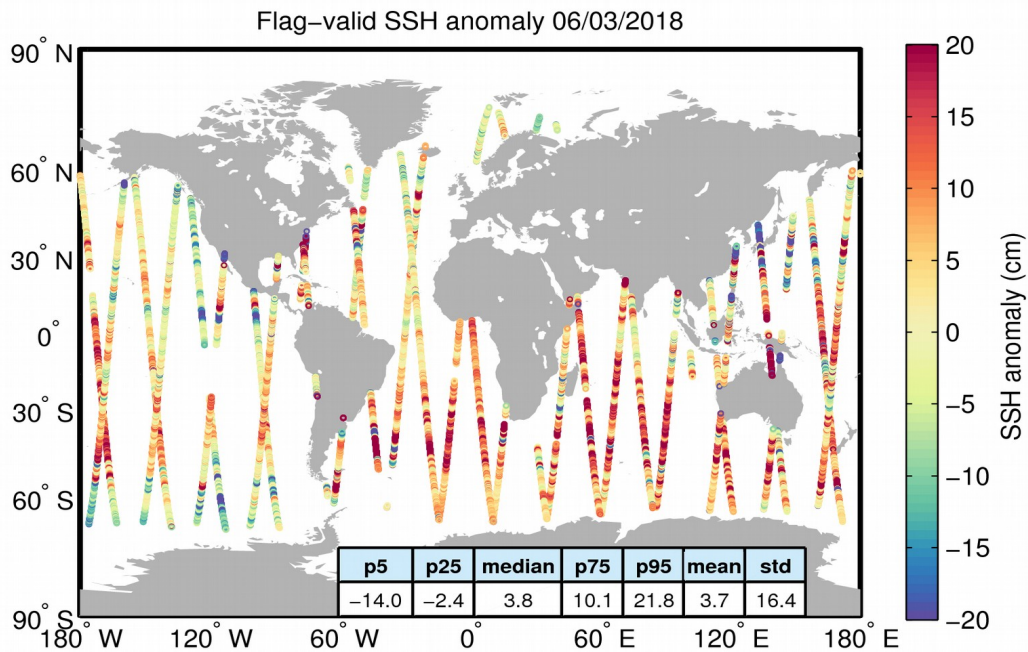 Flag−valid SSH anomaly 06/03/2018
90° N
60° N
30° N
0°
30° S
60° S
90° S
180° W
120° W
60° W
0°
60° E
120° E
180° E
20
15
10
5
0
−5
−10
−15
−20
SSH anomaly (cm)
p5 p25 median p75 p95 mean std
−14.0 −2.4 3.8 10.1 21.8 3.7 16.4